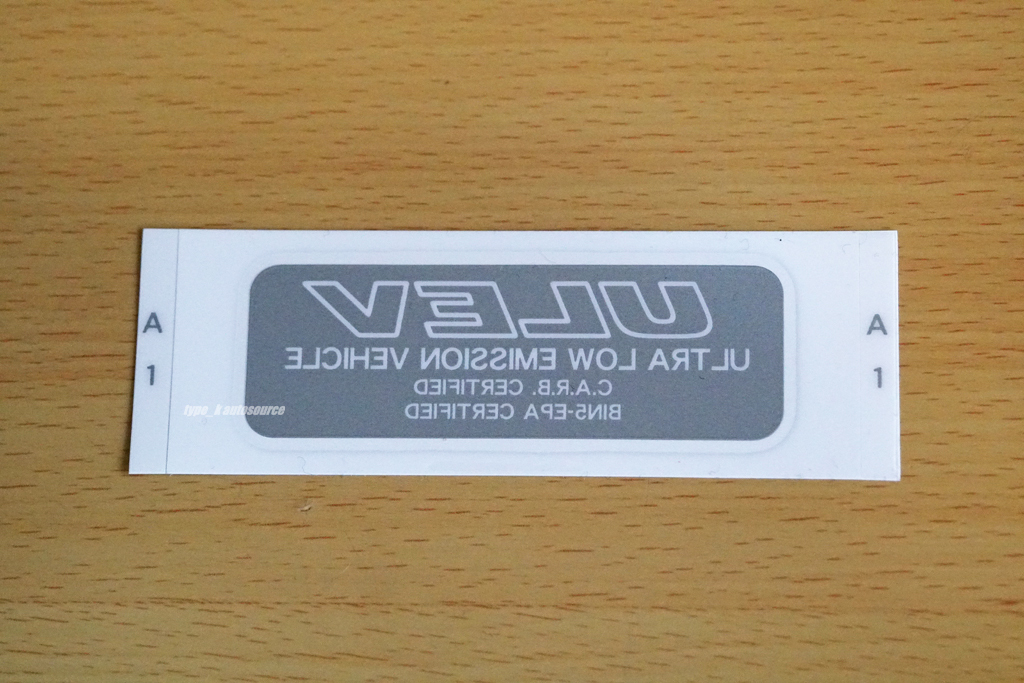 ULEV
ULTRA LOW EMISSION VEHICLE
C.A.R.B. CERTIFIED
BIN5-EPA CERTIFIED
A
1
A
1
type_k autosource